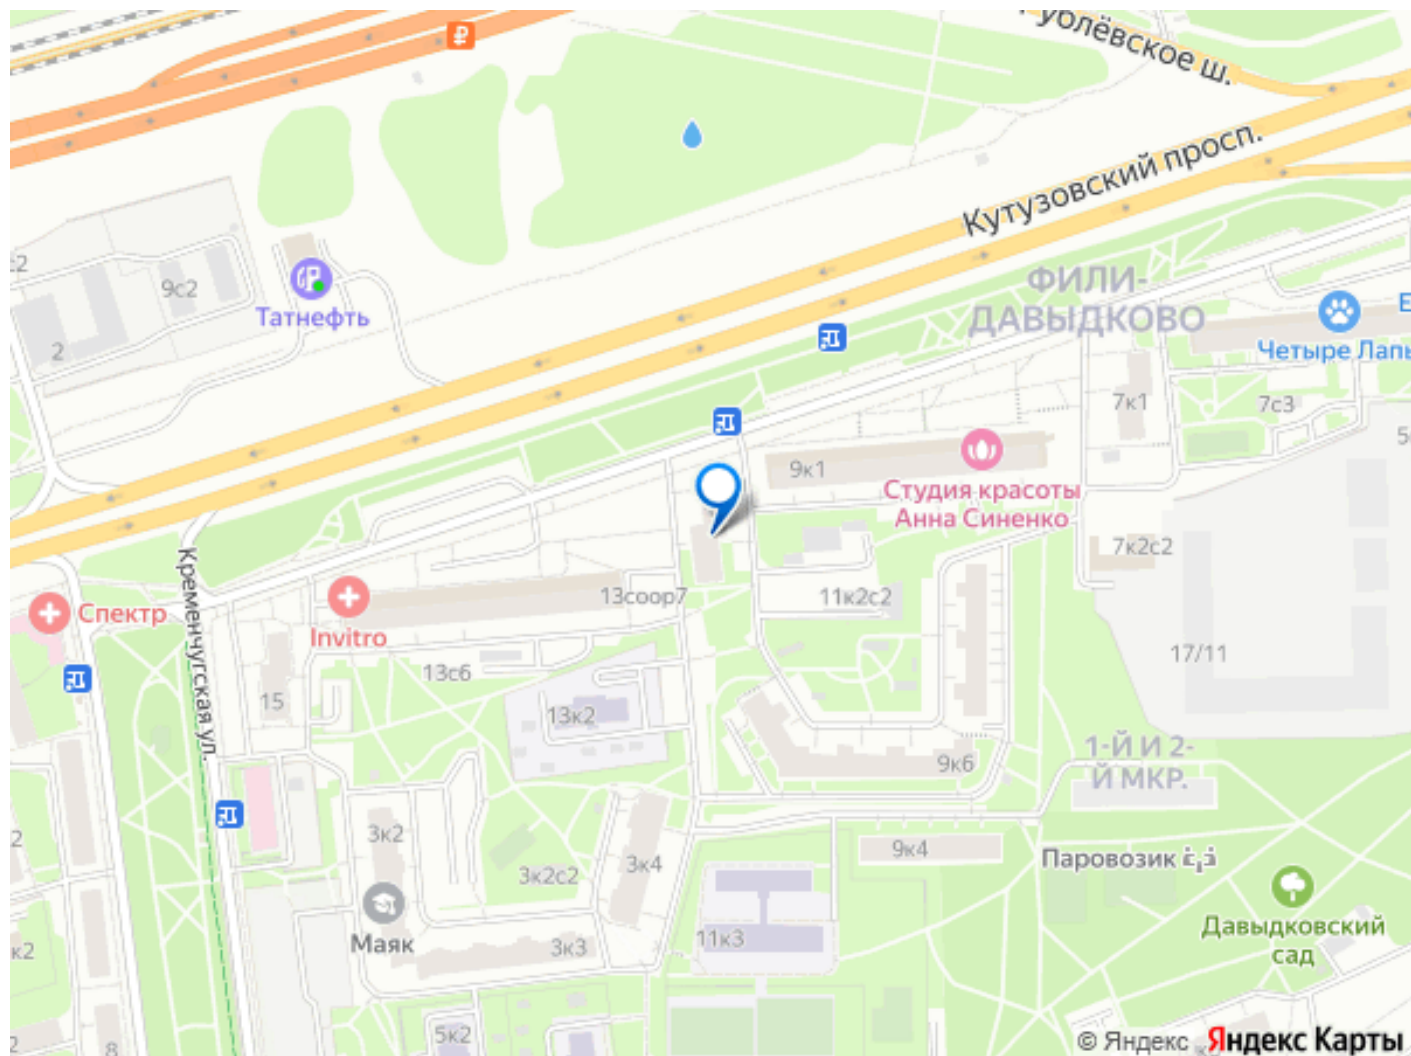 Рублёвское ш.
Кутузовский просп.
9с2
2
Татнефть
ФИЛИ-
ДАВЫДКОВО
Четыре Лапы
7к1
7с3
9к1
Студия красоты
Анна Синенко
7к2с2
Кременчугская ул.
Спектр
Invitro
13соор7
11к2с2
13с6
15
13к2
17/11
9к6
1-Й И 2-
Й МКР.
3к2
3к2с2
3к4
9к4
Паровозик
Маяк
3к3
11к3
Давыдковский
сад
5к2
8
© Яндекс Яндекс Карты